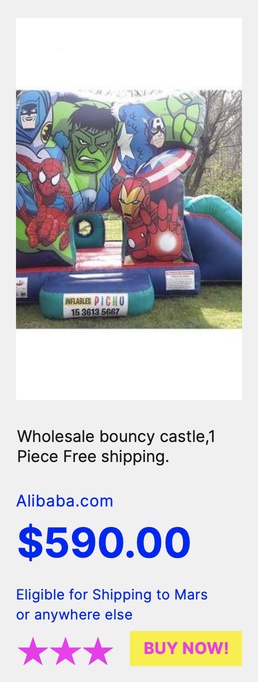 INFLABLES PICHU
15 3613 5667
Wholesale bouncy castle,1
Piece Free shipping.
Alibaba.com
$590.00
Eligible for Shipping to Mars
or anywhere else
BUY NOW!